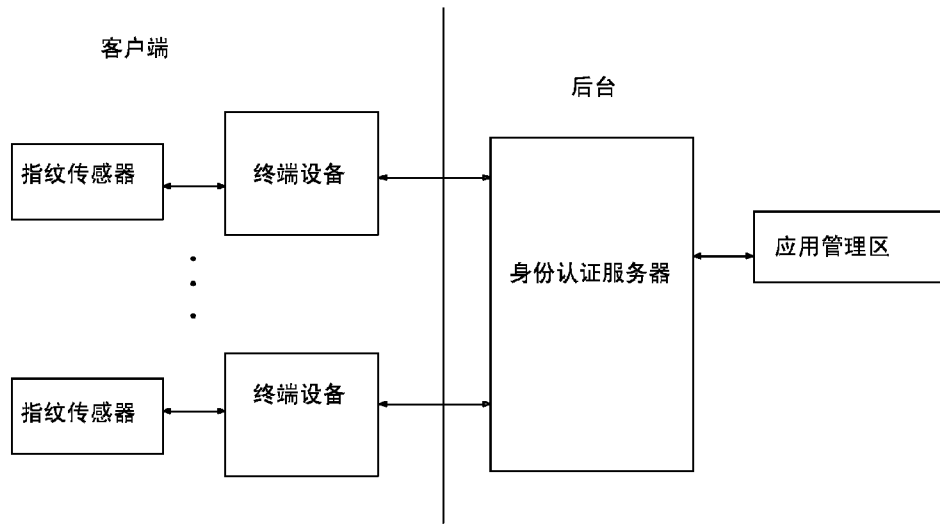 客户端
后台
指纹传感器
终端设备
身份认证服务器
应用管理区
指纹传感器
终端设备